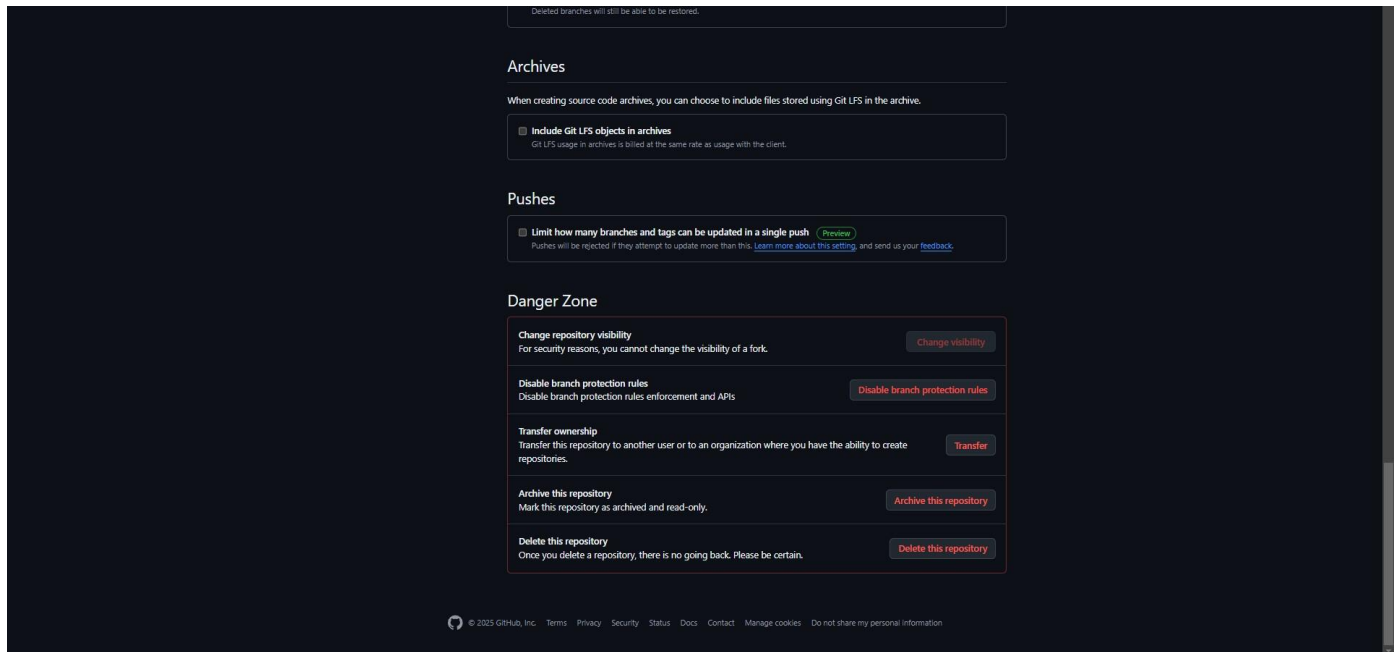 Deleted branches will still be able to be restored.
Archives
When creating source code archives, you can choose to include files stored using Git LFS in the archive.
Include Git LFS objects in archives
Git LFS usage in archives is billed at the same rate as usage with the client.
Pushes
Limit how many branches and tags can be updated in a single push Preview
Pushes will be rejected if they attempt to update more than this. Learn more about this setting, and send us your feedback.
Danger Zone
Change repository visibility
For security reasons, you cannot change the visibility of a fork.
Change visibility
Disable branch protection rules
Disable branch protection rules enforcement and APIs
Disable branch protection rules
Transfer ownership
Transfer this repository to another user or to an organization where you have the ability to create
repositories.
Transfer
Archive this repository
Mark this repository as archived and read-only.
Archive this repository
Delete this repository
Once you delete a repository, there is no going back. Please be certain.
Delete this repository
© 2025 GitHub, Inc. Terms Privacy Security Status Docs Contact Manage cookies Do not share my personal information